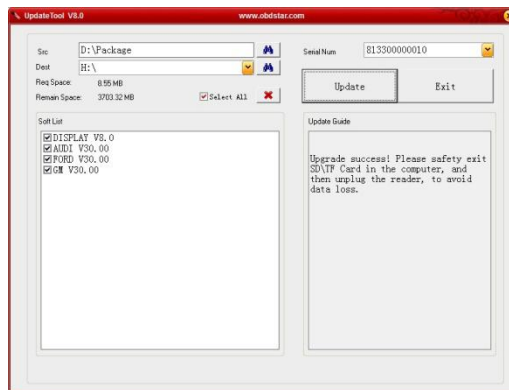 UpdateTool V8.0
www.obdstar.com
Src
D:\Package
Serial Num
813300000010
Dest
H:\
Req Space:
8.55 MB
Update
Exit
Remain Space:
3703.32 MB
Select All
Soft List
Update Guide
DISPLAY V8.0
AUDI V30.00
FORD V30.00
GM V30.00
Upgrade success! Please safety exit
SD\TF Card in the computer, and
then unplug the reader, to avoid
data loss.